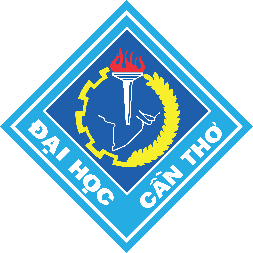 ĐẠI HỌC
CẦN THƠ